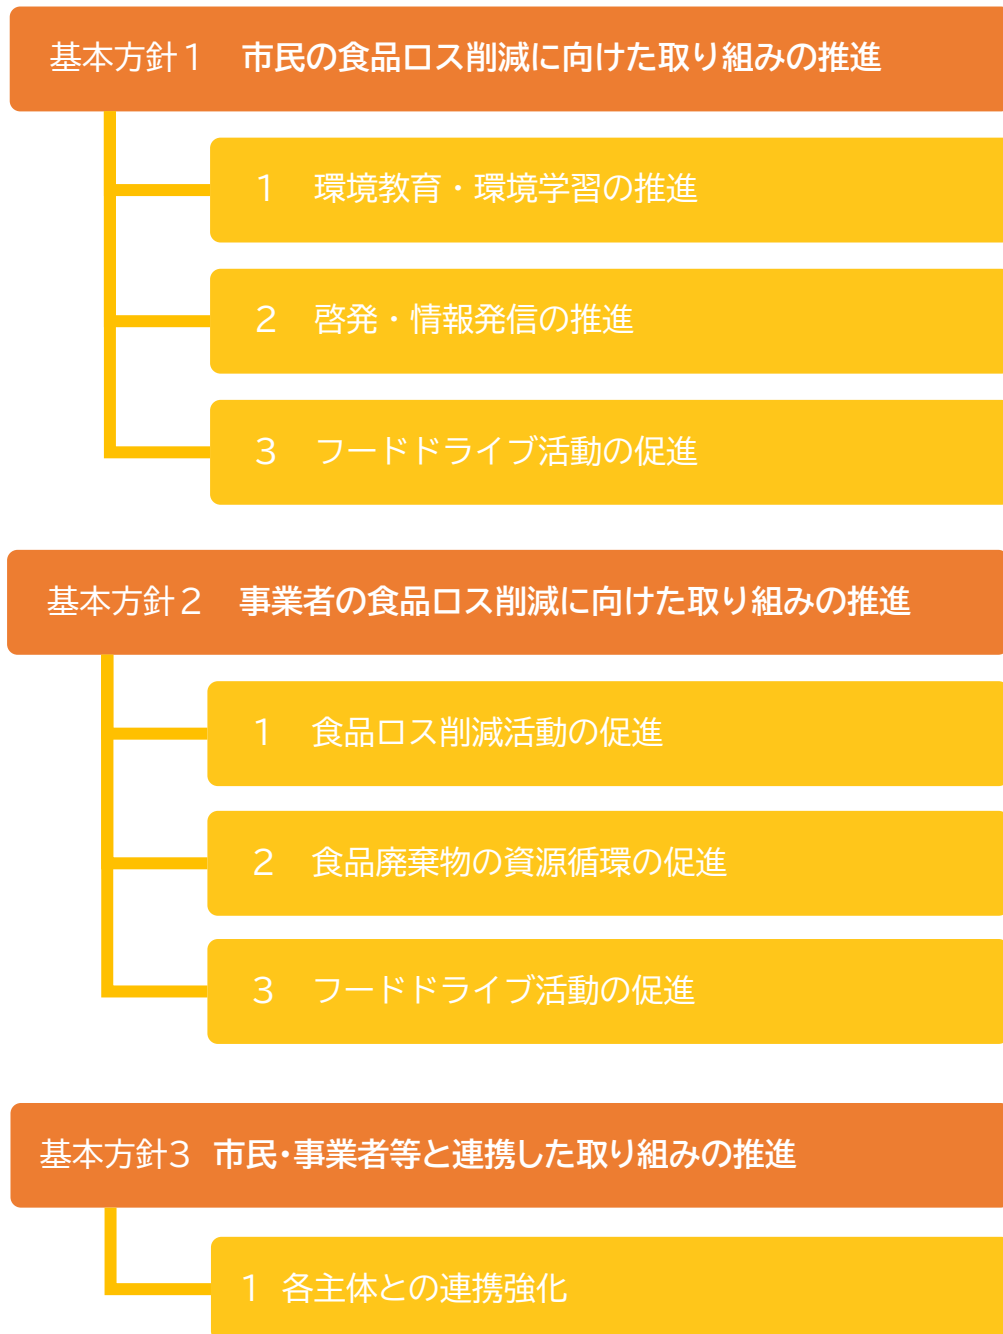 基本方針１　市民の食品ロス削減に向けた取り組みの推進
１　環境教育・環境学習の推進
２　啓発・情報発信の推進
３　フードドライブ活動の促進
基本方針２　事業者の食品ロス削減に向けた取り組みの推進
１　食品ロス削減活動の促進
２　食品廃棄物の資源循環の促進
３　フードドライブ活動の促進
基本方針３ 市民・事業者等と連携した取り組みの推進
１ 各主体との連携強化